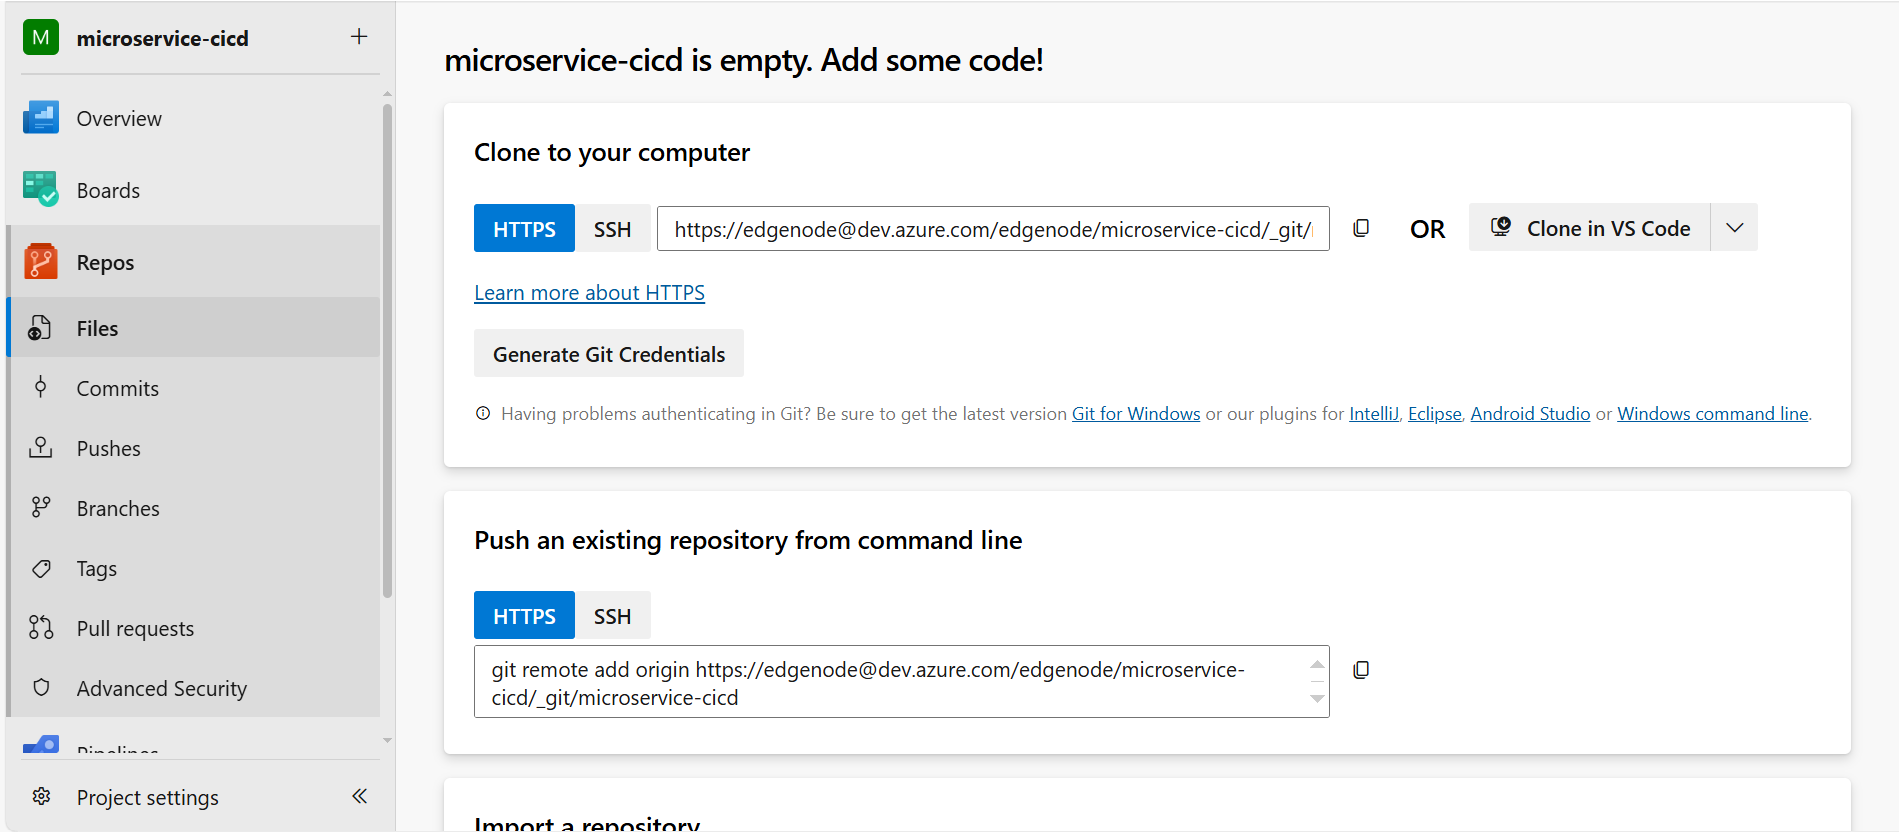 M microservice-cicd +
Overview
Boards
Repos
Files
Commits
Pushes
Branches
Tags
Pull requests
Advanced Security
Pipelines
Project settings
microservice-cicd is empty. Add some code!
Clone to your computer
HTTPS SSH https://edgenode@dev.azure.com/edgenode/microservice-cicd/_git/ OR Clone in VS Code
Learn more about HTTPS
Generate Git Credentials
Having problems authenticating in Git? Be sure to get the latest version Git for Windows or our plugins for IntelliJ, Eclipse, Android Studio or Windows command line.
Push an existing repository from command line
HTTPS SSH
git remote add origin https://edgenode@dev.azure.com/edgenode/microservice-
cicd/_git/microservice-cicd
Import a repository